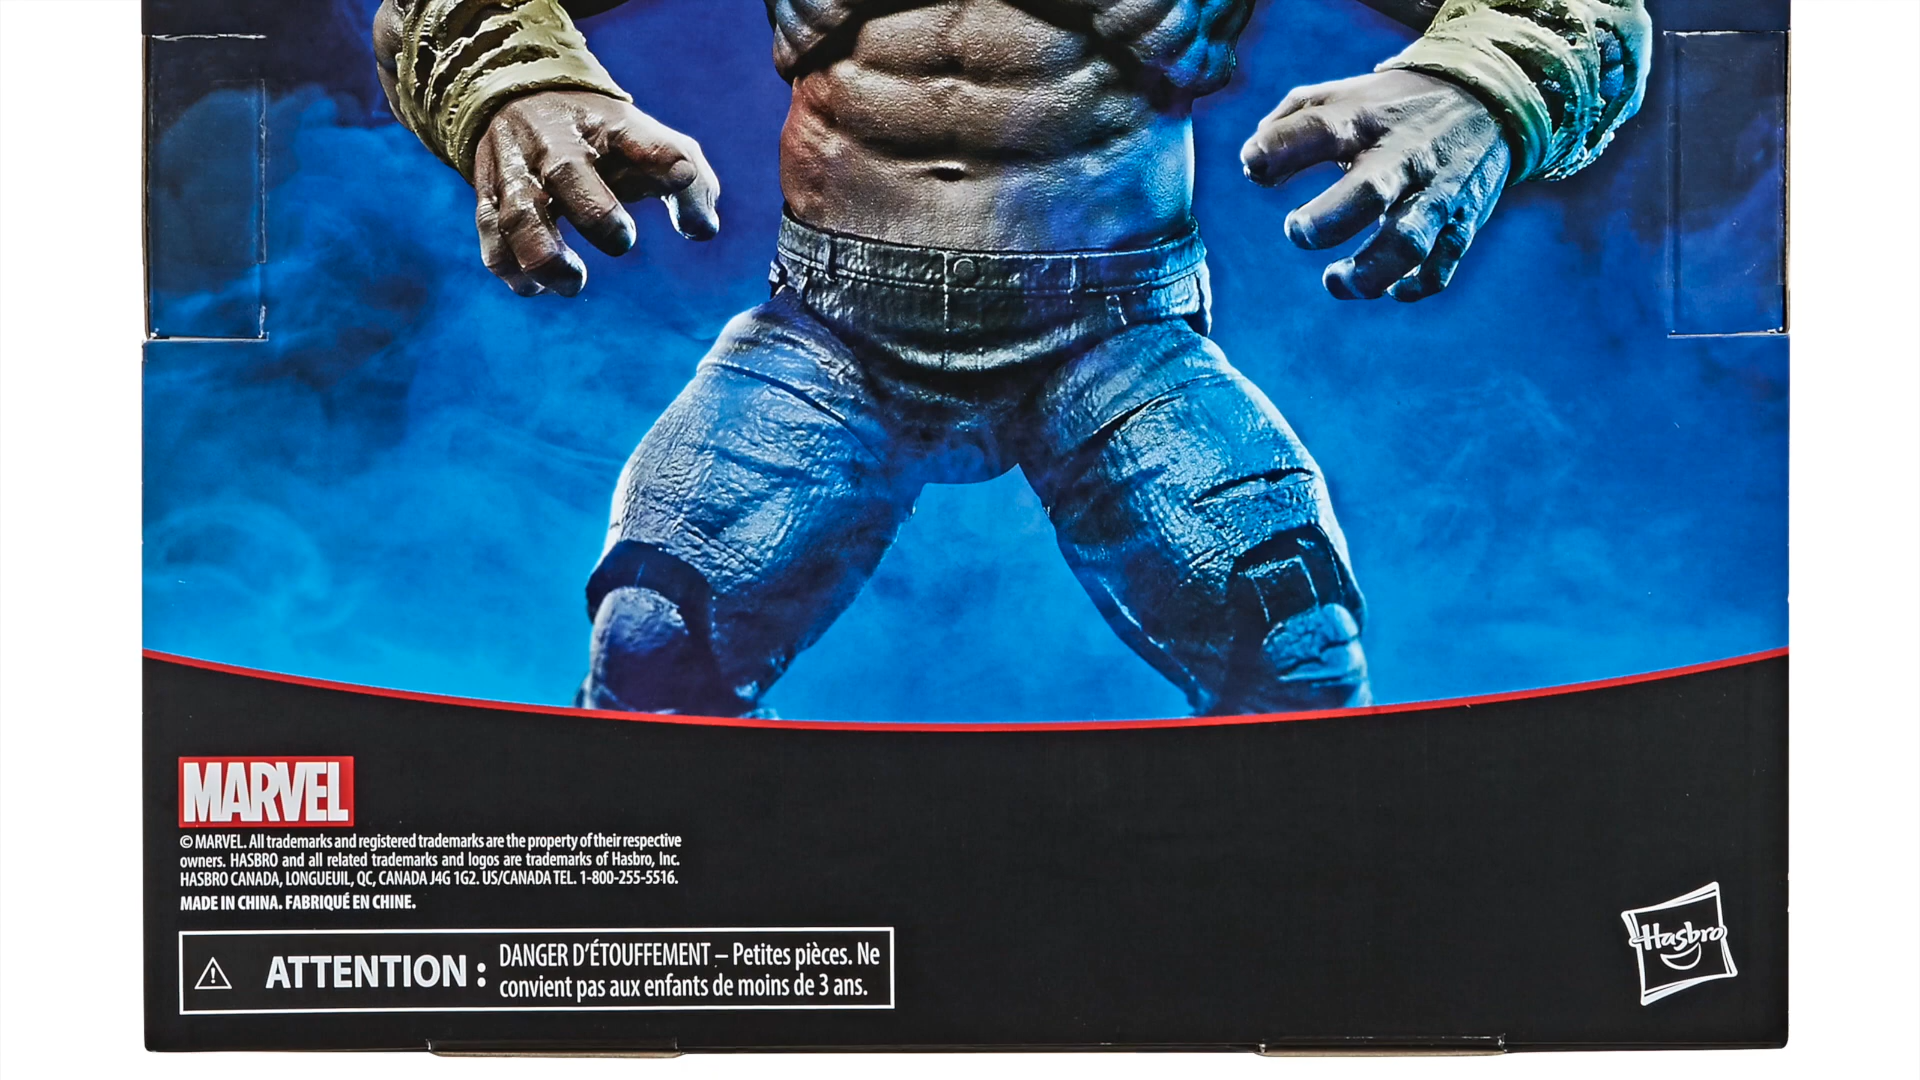 MARVEL
© MARVEL. All trademarks and registered trademarks are the property of their respective
owners. HASBRO and all related trademarks and logos are trademarks of Hasbro, Inc.
HASBRO CANADA, LONGUEUIL, QC, CANADA J4G 1G2. US/CANADA TEL. 1-800-255-5516.
MADE IN CHINA. FABRIQUÉ EN CHINE.
ATTENTION : DANGER D'ÉTOUFFEMENT – Petites pièces. Ne
convient pas aux enfants de moins de 3 ans.
Hasbro